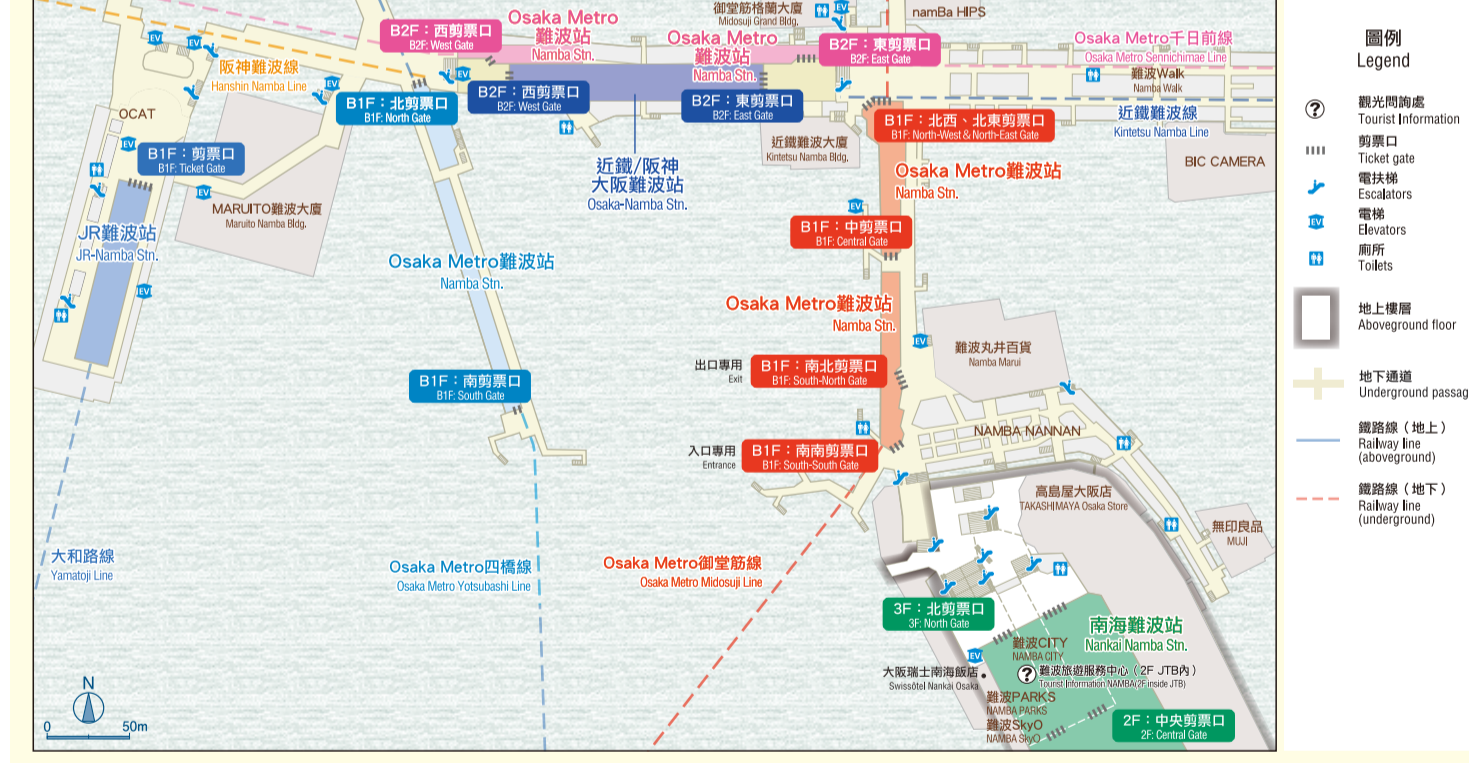 御堂筋格蘭大廈
Midosuji Grand Bldg.
namBa HIPS
B2F：西剪票口
B2F: West Gate
Osaka Metro
難波站
Namba Stn.
Osaka Metro
難波站
Namba Stn.
B2F：東剪票口
B2F: East Gate
Osaka Metro千日前線
Osaka Metro Sennichimae Line
阪神難波線
Hanshin Namba Line
難波Walk
Namba Walk
OCAT
B1F：北剪票口
B1F: North Gate
B2F：西剪票口
B2F: West Gate
B2F：東剪票口
B2F: East Gate
B1F：北西、北東剪票口
B1F: North-West & North-East Gate
近鐵難波線
Kintetsu Namba Line
B1F：剪票口
B1F: Ticket Gate
近鐵難波大廈
Kintetsu Namba Bldg.
BIC CAMERA
近鐵/阪神
大阪難波站
Osaka-Namba Stn.
Osaka Metro難波站
Namba Stn.
MARUITO難波大廈
Maruito Namba Bldg.
JR難波站
JR-Namba Stn.
B1F：中剪票口
B1F: Central Gate
Osaka Metro難波站
Namba Stn.
Osaka Metro難波站
Namba Stn.
難波丸井百貨
Namba Marui
出口專用
Exit
B1F：南北剪票口
B1F: South-North Gate
B1F：南剪票口
B1F: South Gate
NAMBA NANNAN
入口專用
Entrance
B1F：南南剪票口
B1F: South-South Gate
高島屋大阪店
TAKASHIMAYA Osaka Store
無印良品
MUJI
大和路線
Yamatoji Line
Osaka Metro四橋線
Osaka Metro Yotsubashi Line
Osaka Metro御堂筋線
Osaka Metro Midosuji Line
3F：北剪票口
3F: North Gate
南海難波站
Nankai Namba Stn.
難波CITY
NAMBA CITY
大阪瑞士南海飯店
Swissôtel Nankai Osaka
?
難波旅遊服務中心（2F JTB內）
Tourist Information NAMBA(2F inside JTB)
難波PARKS
NAMBA PARKS
難波SkyO
NAMBA SkyO
2F：中央剪票口
2F: Central Gate
N
0 50m
EV
EV
EV
EV
EV
EV
EV
EV
EV
EV
EV
圖例
Legend
?
觀光問詢處
Tourist Information
剪票口
Ticket gate
電扶梯
Escalators
EV
電梯
Elevators
廁所
Toilets
地上樓層
Aboveground floor
地下通道
Underground passag
鐵路線（地上）
Railway line
(aboveground)
鐵路線（地下）
Railway line
(underground)